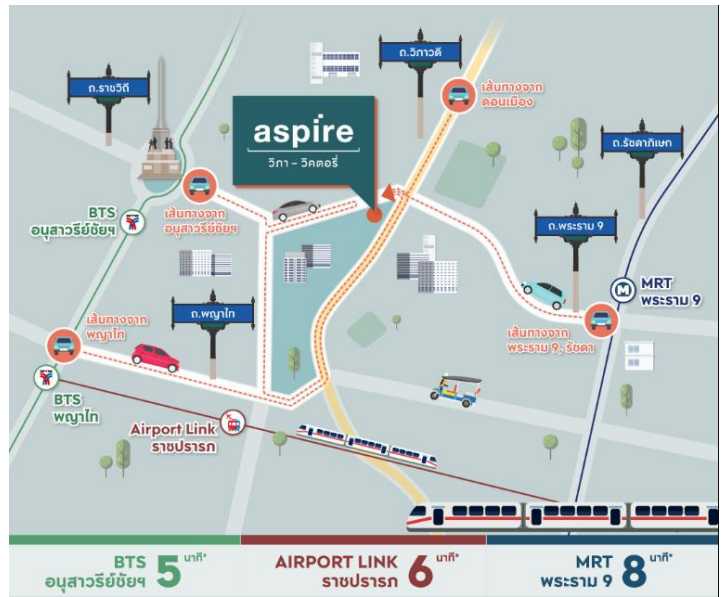 ถ.วิภาวดี
ถ.ราชวิถี
เส้นทางจาก
ดอนเมือง
aspire
วิภา – วิคตอรี่
ถ.รัชดาภิเษก
BTS
อนุสาวรีย์ชัยฯ
เส้นทางจาก
อนุสาวรีย์ชัยฯ
ถ.พระราม 9
M
MRT
พระราม 9
เส้นทางจาก
พญาไท
ถ.พญาไท
เส้นทางจาก
พระราม 9, รัชดา
BTS
พญาไท
Airport Link
ราชปรารภ
BTS
อนุสาวรีย์ชัยฯ 5 นาที*
AIRPORT LINK
ราชปรารภ 6 นาที*
MRT
พระราม 9 8 นาที*